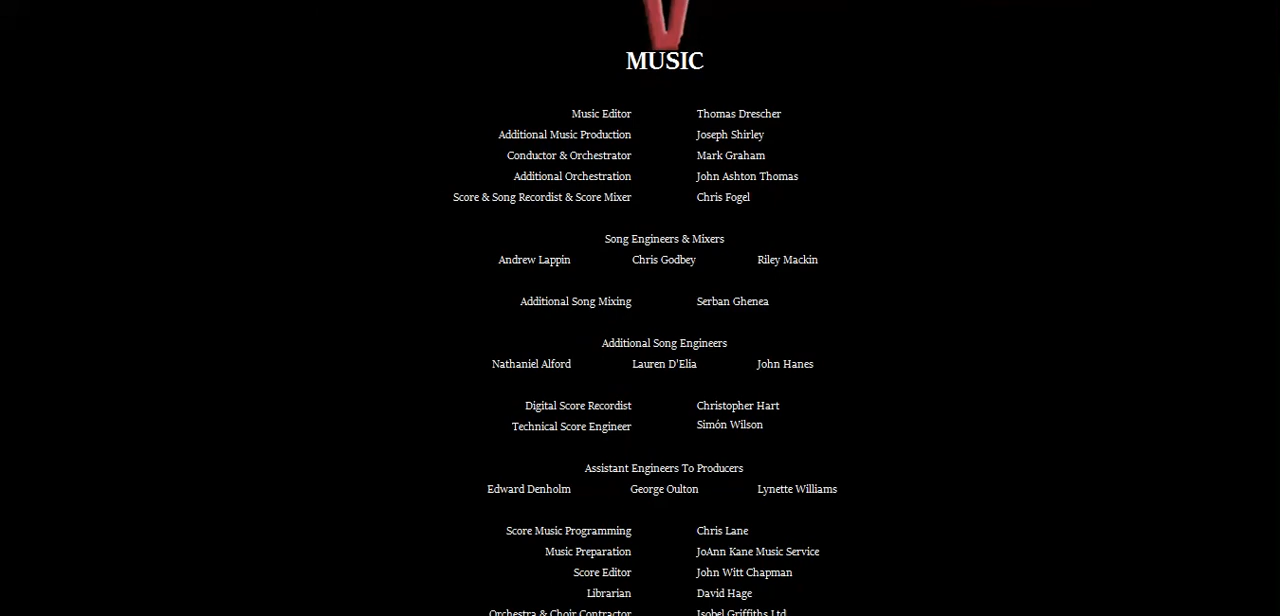 MUSIC
Music Editor Thomas Drescher
Additional Music Production Joseph Shirley
Conductor & Orchestrator Mark Graham
Additional Orchestration John Ashton Thomas
Score & Song Recordist & Score Mixer Chris Fogel
Song Engineers & Mixers
Andrew Lappin Chris Godbey Riley Mackin
Additional Song Mixing Serban Ghenea
Additional Song Engineers
Nathaniel Alford Lauren D'Elia John Hanes
Digital Score Recordist Christopher Hart
Technical Score Engineer Simón Wilson
Assistant Engineers To Producers
Edward Denholm George Oulton Lynette Williams
Score Music Programming Chris Lane
Music Preparation JoAnn Kane Music Service
Score Editor John Witt Chapman
Librarian David Hage
Orchestra & Choir Contractor Isobel Griffiths Ltd